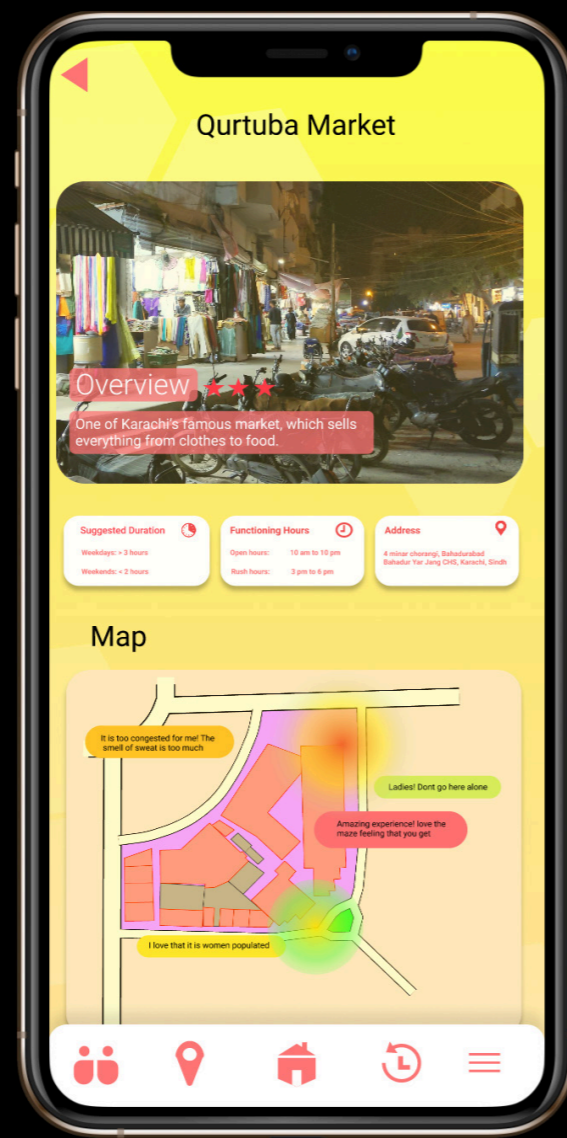 Qurtuba Market
Overview
One of Karachi's famous market, which sells
everything from clothes to food.
Suggested Duration
Weekdays: > 3 hours
Weekends: < 2 hours
Functioning Hours
Open hours: 10 am to 10 pm
Rush hours: 3 pm to 6 pm
Address
4 minar chorangi, Bahadurabad
Bahadur Yar Jang CHS, Karachi, Sindh
Map
It is too congested for me! The
smell of sweat is too much
Ladies! Dont go here alone
Amazing experience! love the
maze feeling that you get
I love that it is women populated